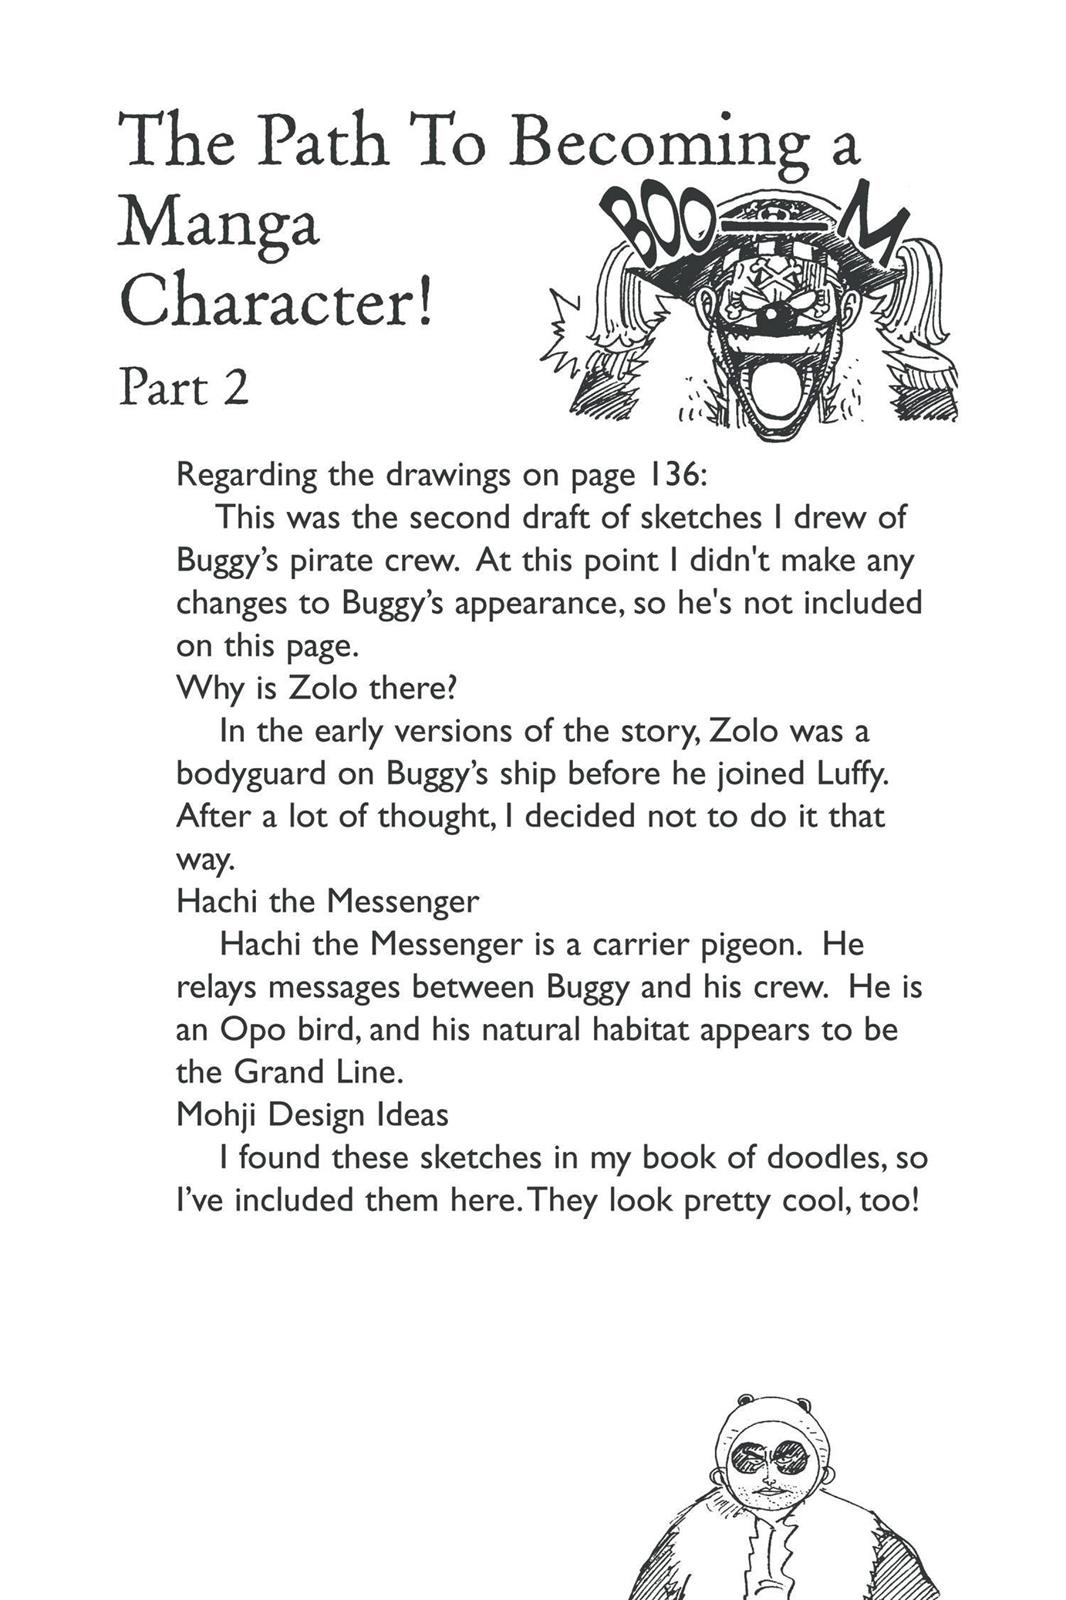 The Path To Becoming a
Manga
Character!
BOO—M
Part 2
Regarding the drawings on page 136:
This was the second draft of sketches I drew of
Buggy’s pirate crew. At this point I didn't make any
changes to Buggy’s appearance, so he's not included
on this page.
Why is Zolo there?
In the early versions of the story, Zolo was a
bodyguard on Buggy’s ship before he joined Luffy.
After a lot of thought, I decided not to do it that
way.
Hachi the Messenger
Hachi the Messenger is a carrier pigeon. He
relays messages between Buggy and his crew. He is
an Opo bird, and his natural habitat appears to be
the Grand Line.
Mohji Design Ideas
I found these sketches in my book of doodles, so
I’ve included them here. They look pretty cool, too!